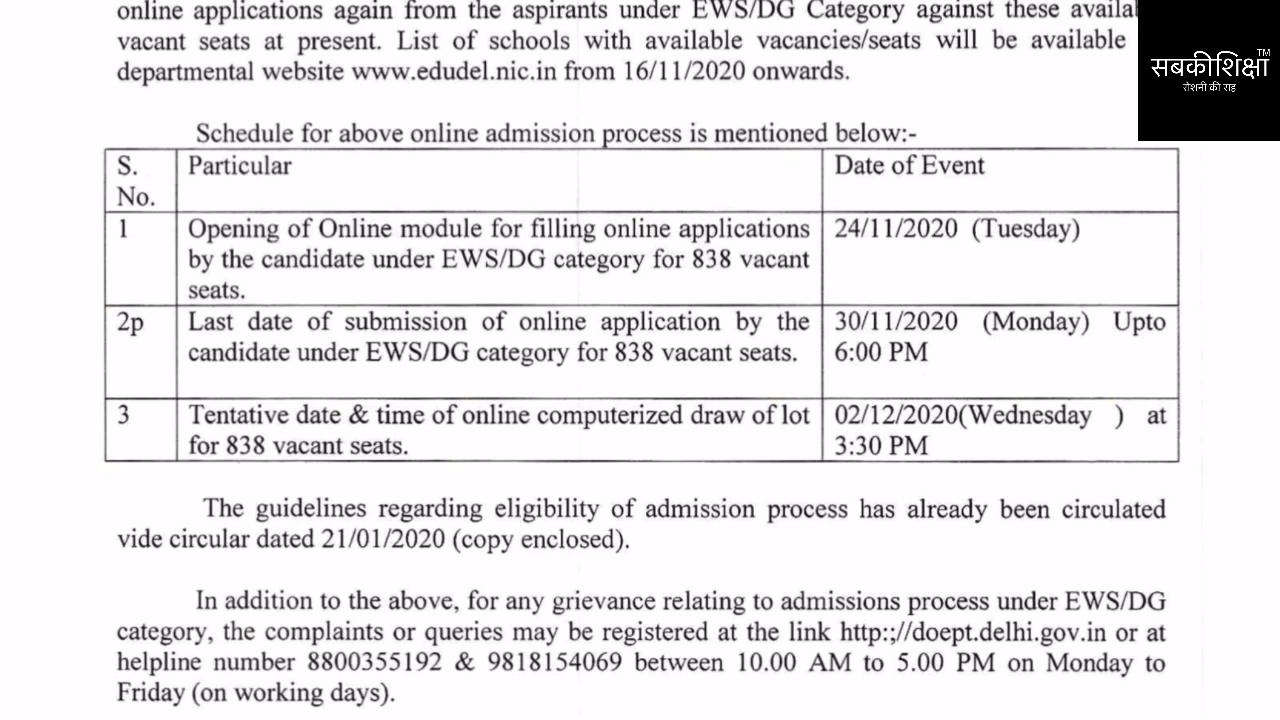 online applications again from the aspirants under EWS/DG Category against these
vacant seats at present. List of schools with available vacancies/seats will be available
departmental website www.edudel.nic.in from 16/11/2020 onwards.
सबकीशिक्षा TM
रोशनी की राह
Schedule for above online admission process is mentioned below:-
S. No. Particular Date of Event
1 Opening of Online module for filling online applications 24/11/2020 (Tuesday)
by the candidate under EWS/DG category for 838 vacant
seats.
2p Last date of submission of online application by the 30/11/2020 (Monday) Upto
candidate under EWS/DG category for 838 vacant seats. 6:00 PM
3 Tentative date & time of online computerized draw of lot 02/12/2020(Wednesday ) at
for 838 vacant seats. 3:30 PM
The guidelines regarding eligibility of admission process has already been circulated
vide circular dated 21/01/2020 (copy enclosed).
In addition to the above, for any grievance relating to admissions process under EWS/DG
category, the complaints or queries may be registered at the link http:;//doept.delhi.gov.in or at
helpline number 8800355192 & 9818154069 between 10.00 AM to 5.00 PM on Monday to
Friday (on working days).